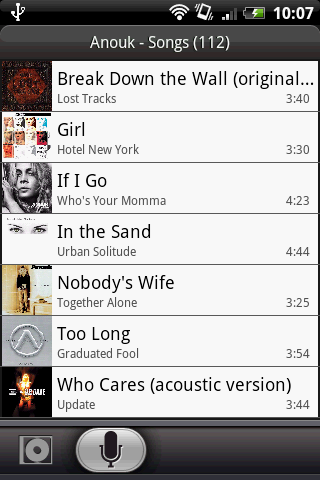 10:07
Anouk - Songs (112)
Break Down the Wall (original...
Lost Tracks 3:40
Girl
Hotel New York 3:30
If I Go
Who's Your Momma 4:23
In the Sand
Urban Solitude 4:44
Nobody's Wife
Together Alone 3:25
Too Long
Graduated Fool 3:54
Who Cares (acoustic version)
Update 3:44